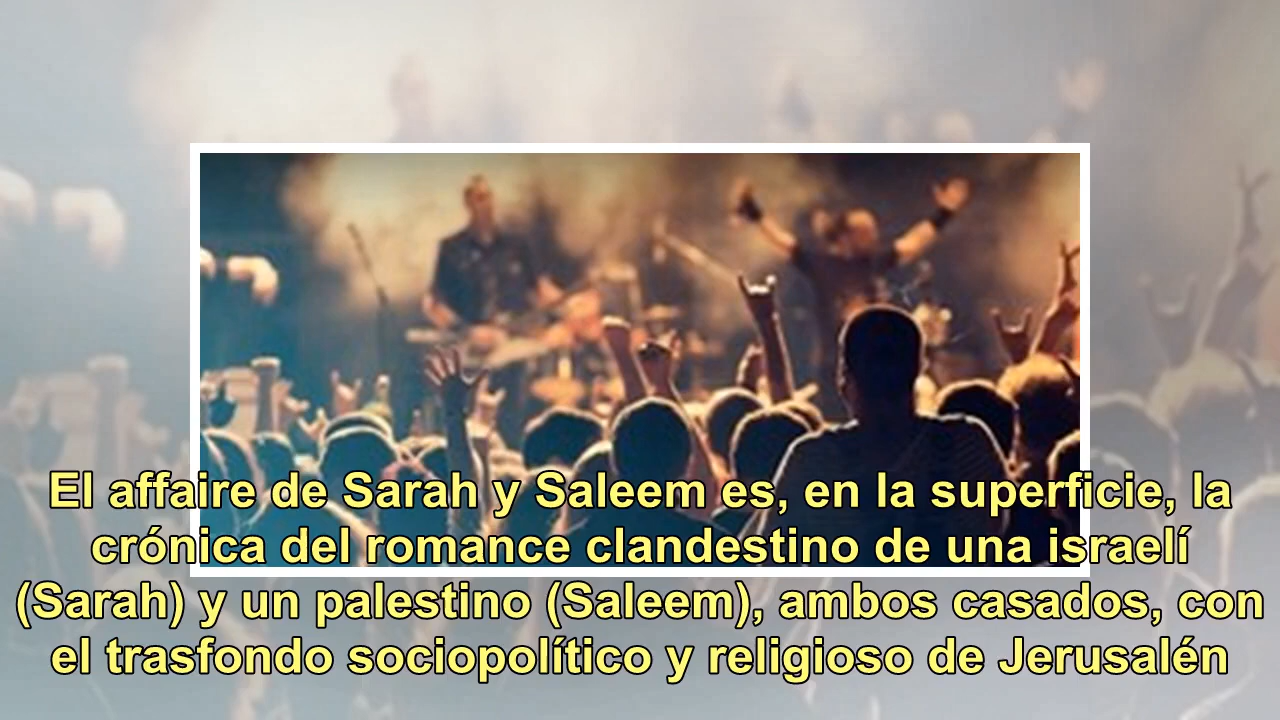 El affaire de Sarah y Saleem es, en la superficie, la
crónica del romance clandestino de una israelí
(Sarah) y un palestino (Saleem), ambos casados, con
el trasfondo sociopolítico y religioso de Jerusalén